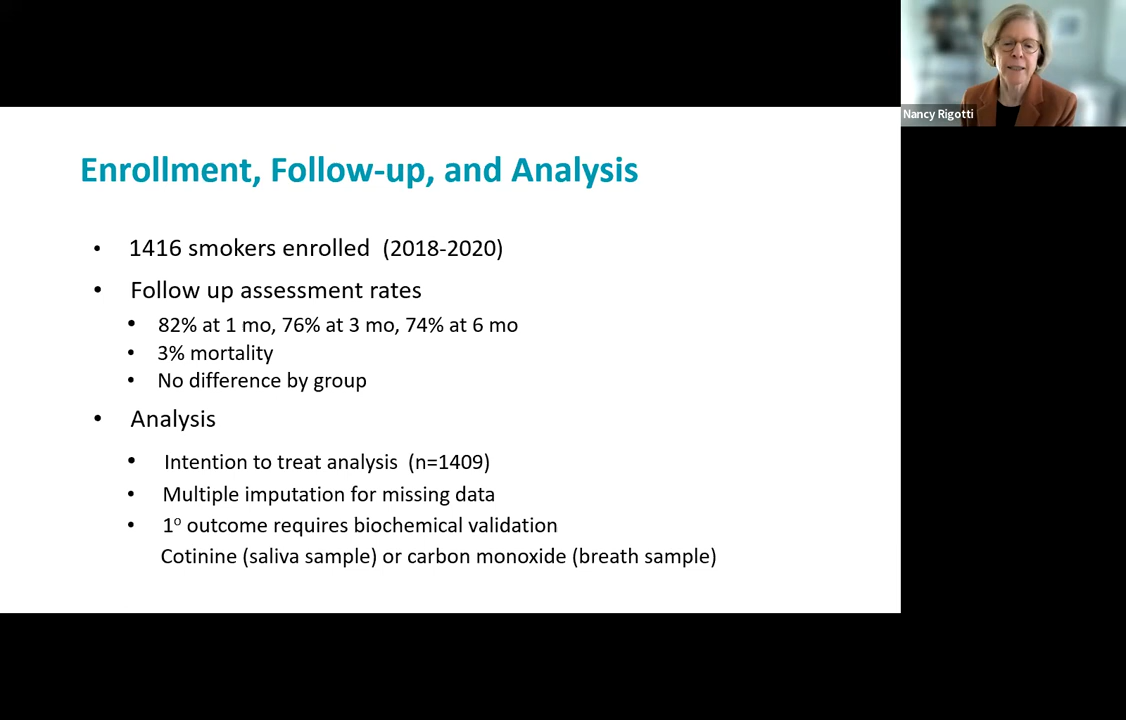 Nancy Rigotti
Enrollment, Follow-up, and Analysis
• 1416 smokers enrolled (2018-2020)
• Follow up assessment rates
• 82% at 1 mo, 76% at 3 mo, 74% at 6 mo
• 3% mortality
• No difference by group
• Analysis
• Intention to treat analysis (n=1409)
• Multiple imputation for missing data
• 1º outcome requires biochemical validation
Cotinine (saliva sample) or carbon monoxide (breath sample)